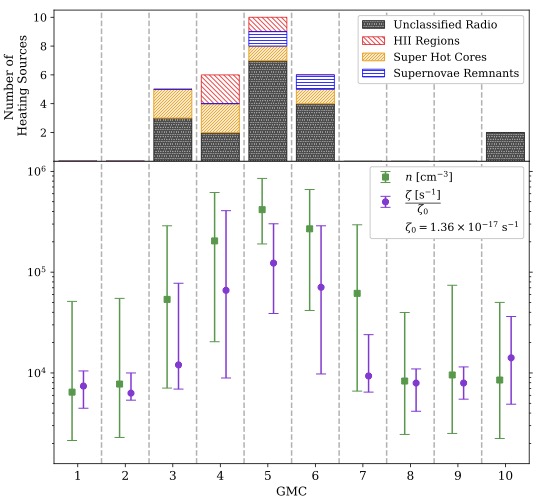 Number of
Heating Sources
10
8
6
4
2
Unclassified Radio
HII Regions
Super Hot Cores
Supernovae Remnants
10⁶
10⁵
10⁴
n [cm⁻³]
ζ [s⁻¹]
ζ₀
ζ₀ = 1.36 × 10⁻¹⁷ s⁻¹
1 2 3 4 5 6 7 8 9 10
GMC